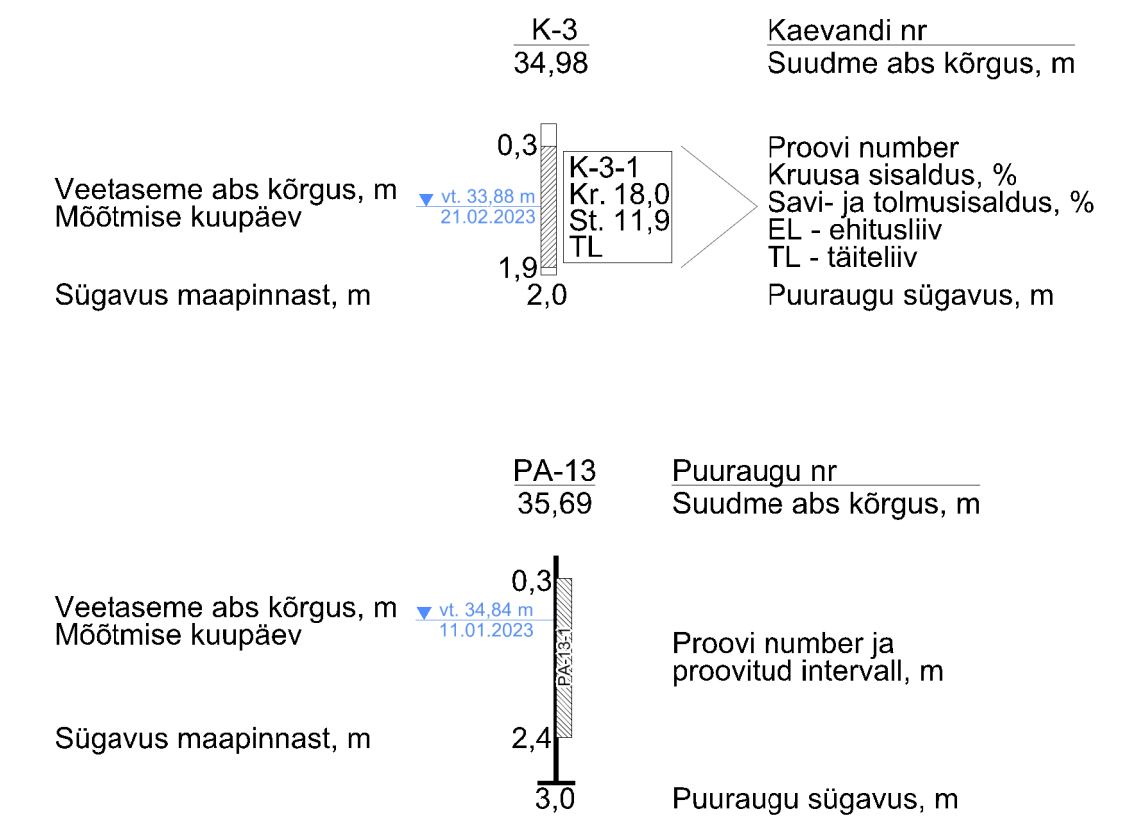 K-3
34,98
Kaevandi nr
Suudme abs kõrgus, m
Veetaseme abs kõrgus, m
Mõõtmise kuupäev
vt. 33,88 m
21.02.2023
0,3
1,9
K-3-1
Kr. 18,0
St. 11,9
TL
Proovi number
Kruusa sisaldus, %
Savi- ja tolmusisaldus, %
EL - ehitusliiv
TL - täiteliiv
Sügavus maapinnast, m
2,0
Puuraugu sügavus, m
PA-13
35,69
Puuraugu nr
Suudme abs kõrgus, m
Veetaseme abs kõrgus, m
Mõõtmise kuupäev
vt. 34,84 m
11.01.2023
0,3
PA-13-1
Proovi number ja
proovitud intervall, m
Sügavus maapinnast, m
2,4
3,0
Puuraugu sügavus, m